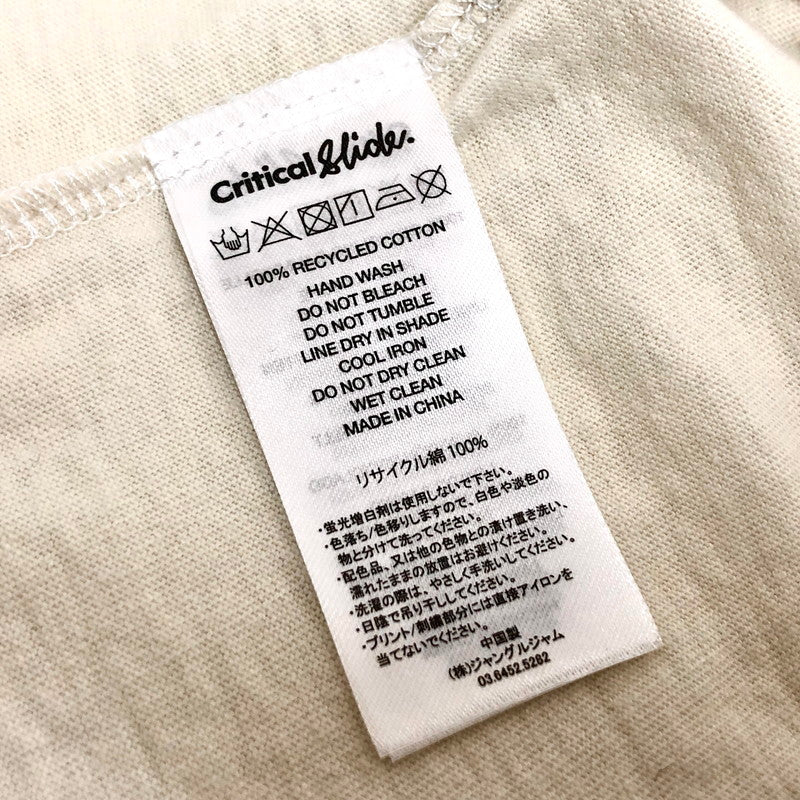 Critical Slide.
100% RECYCLED COTTON
HAND WASH
DO NOT BLEACH
DO NOT TUMBLE
LINE DRY IN SHADE
COOL IRON
DO NOT DRY CLEAN
WET CLEAN
MADE IN CHINA
リサイクル綿100%
・蛍光増白剤は使用しないで下さい。
・色落ち/色移りしますので、白色や淡色の
物と分けて洗ってください。
・配色品、又は他の色物との漬け置き洗い、
濡れたままの放置はお避けください。
・洗濯の際は、やさしく手洗いしてください。
・日陰で吊り干ししてください。
・プリント/刺繍部分には直接アイロンを
当てないでください。
中国製
(株)ジャングルジャム
03.6452.5262